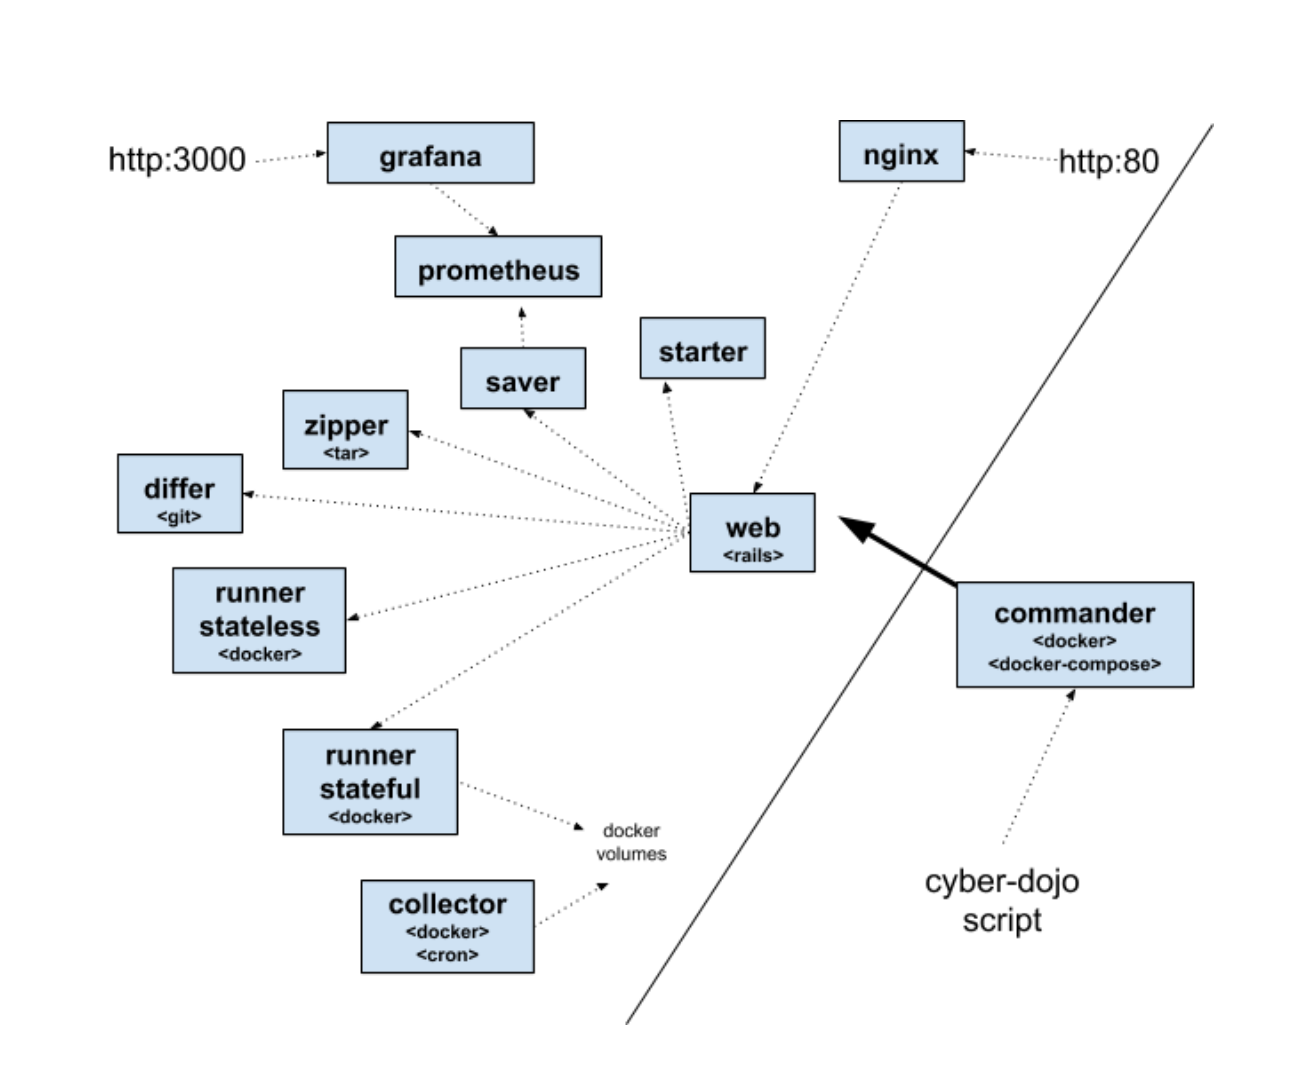 http:3000
grafana
nginx
http:80
prometheus
starter
saver
zipper
<tar>
differ
<git>
web
<rails>
runner
stateless
<docker>
commander
<docker>
<docker-compose>
runner
stateful
<docker>
docker
volumes
collector
<docker>
<cron>
cyber-dojo
script